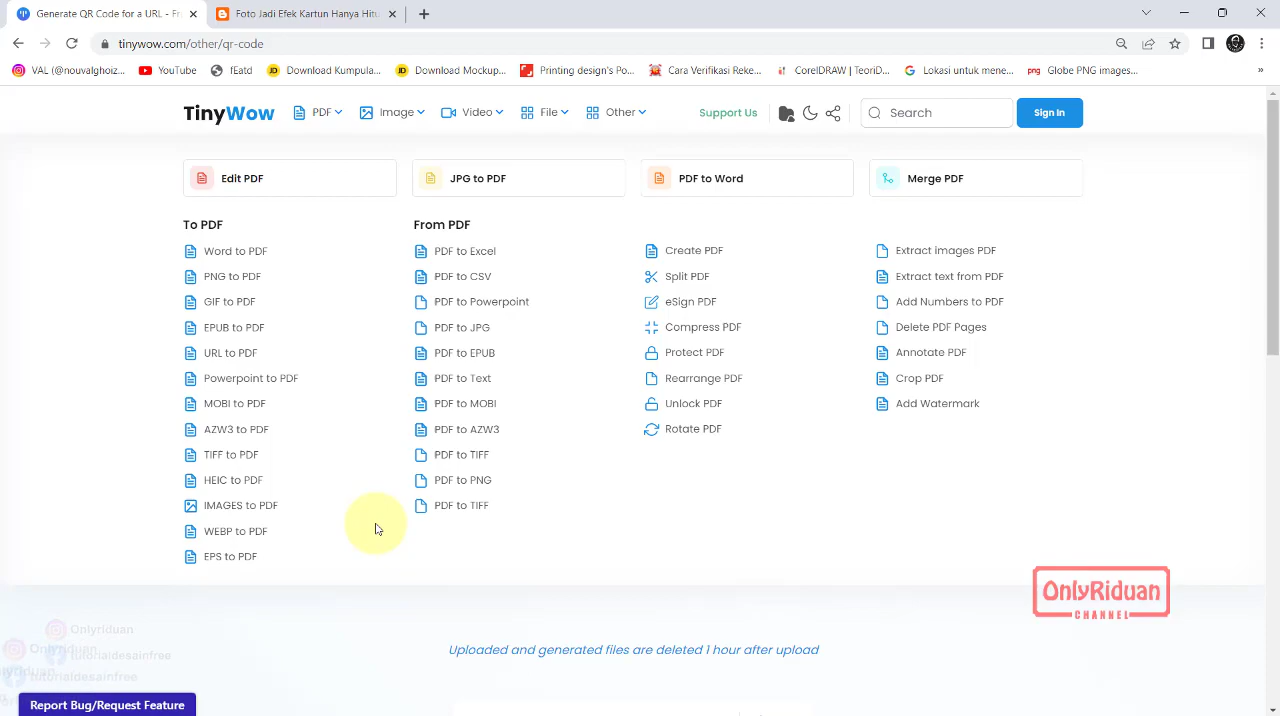 Generate QR Code for a URL - Fr
Foto Jadi Efek Kartun Hanya Hitu
tinywow.com/other/qr-code
VAL (@nouvalghoiz...
YouTube
fEatd
Download Kumpula...
Download Mockup...
Printing design's Po...
Cara Verifikasi Reke...
CorelDRAW | TeoriD...
Lokasi untuk mene...
Globe PNG images...
TinyWow
PDF
Image
Video
File
Other
Support Us
Search
Sign In
Edit PDF
JPG to PDF
PDF to Word
Merge PDF
To PDF
Word to PDF
PNG to PDF
GIF to PDF
EPUB to PDF
URL to PDF
Powerpoint to PDF
MOBI to PDF
AZW3 to PDF
TIFF to PDF
HEIC to PDF
IMAGES to PDF
WEBP to PDF
EPS to PDF
From PDF
PDF to Excel
PDF to CSV
PDF to Powerpoint
PDF to JPG
PDF to EPUB
PDF to Text
PDF to MOBI
PDF to AZW3
PDF to TIFF
PDF to PNG
PDF to TIFF
Create PDF
Split PDF
eSign PDF
Compress PDF
Protect PDF
Rearrange PDF
Unlock PDF
Rotate PDF
Extract images PDF
Extract text from PDF
Add Numbers to PDF
Delete PDF Pages
Annotate PDF
Crop PDF
Add Watermark
OnlyRiduan
CHANNEL
Uploaded and generated files are deleted 1 hour after upload
Onlyriduan
Onlyriduan
tutorialdesainfree
tutorialdesainfree
Report Bug/Request Feature